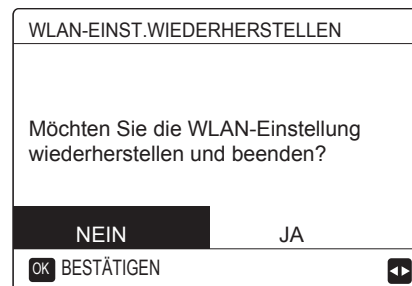 WLAN-EINST.WIEDERHERSTELLEN
Möchten Sie die WLAN-Einstellung
wiederherstellen und beenden?
NEIN JA
OK BESTÄTIGEN